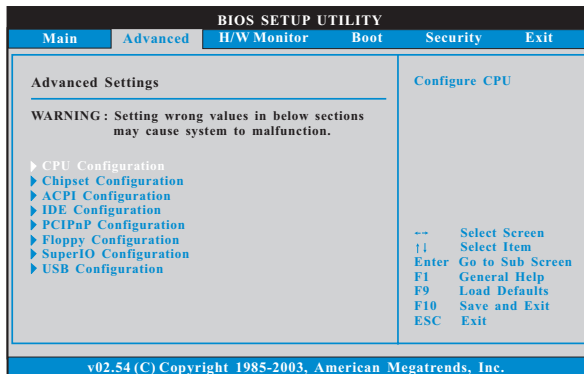 BIOS SETUP UTILITY
Main Advanced H/W Monitor Boot Security Exit
Advanced Settings
WARNING : Setting wrong values in below sections
may cause system to malfunction.
CPU Configuration
Chipset Configuration
ACPI Configuration
IDE Configuration
PCIPnP Configuration
Floppy Configuration
SuperIO Configuration
USB Configuration
Configure CPU
←→ Select Screen
↑↓ Select Item
Enter Go to Sub Screen
F1 General Help
F9 Load Defaults
F10 Save and Exit
ESC Exit
v02.54 (C) Copyright 1985-2003, American Megatrends, Inc.